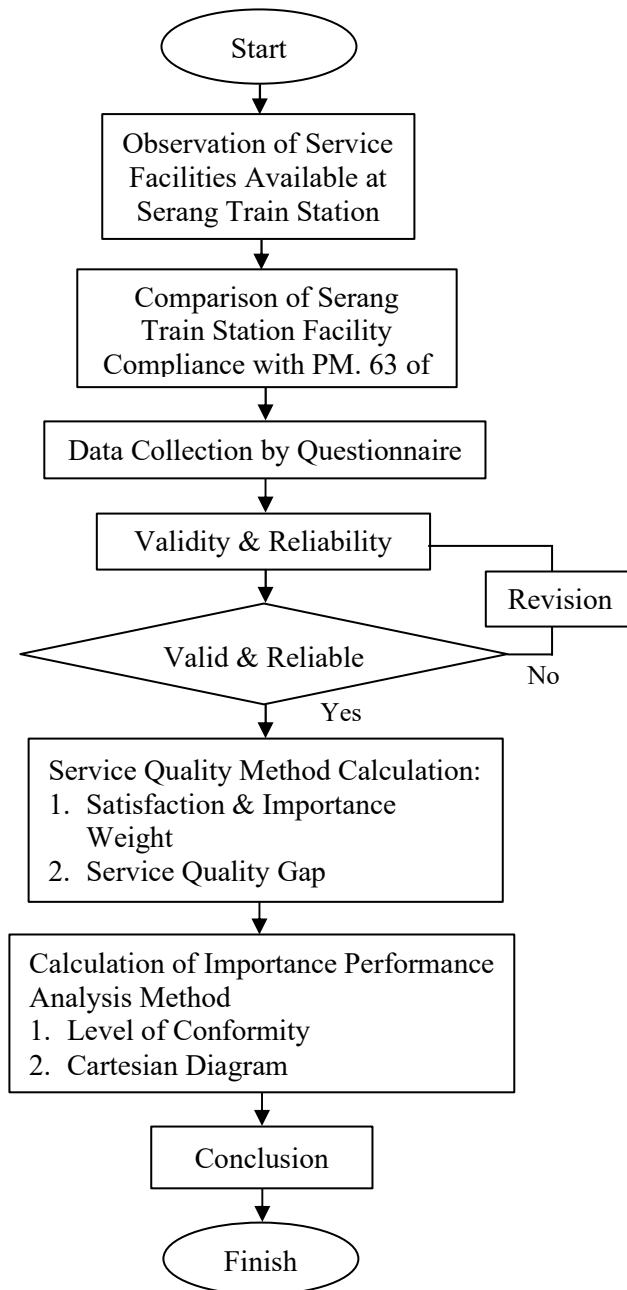 Start
Observation of Service
Facilities Available at
Serang Train Station
Comparison of Serang
Train Station Facility
Compliance with PM. 63 of
Data Collection by Questionnaire
Validity & Reliability
Revision
Valid & Reliable
No
Yes
Service Quality Method Calculation:
1. Satisfaction & Importance
Weight
2. Service Quality Gap
Calculation of Importance Performance
Analysis Method
1. Level of Conformity
2. Cartesian Diagram
Conclusion
Finish